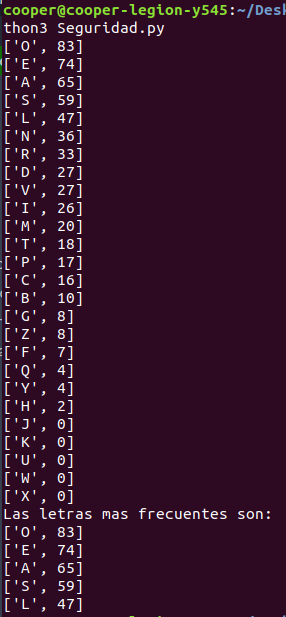 cooper@cooper-legion-y545:~/Desk
thon3 Seguridad.py
['O', 83]
['E', 74]
['A', 65]
['S', 59]
['L', 47]
['N', 36]
['R', 33]
['D', 27]
['V', 27]
['I', 26]
['M', 20]
['T', 18]
['P', 17]
['C', 16]
['B', 10]
['G', 8]
['Z', 8]
['F', 7]
['Q', 4]
['Y', 4]
['H', 2]
['J', 0]
['K', 0]
['U', 0]
['W', 0]
['X', 0]
Las letras mas frecuentes son:
['O', 83]
['E', 74]
['A', 65]
['S', 59]
['L', 47]